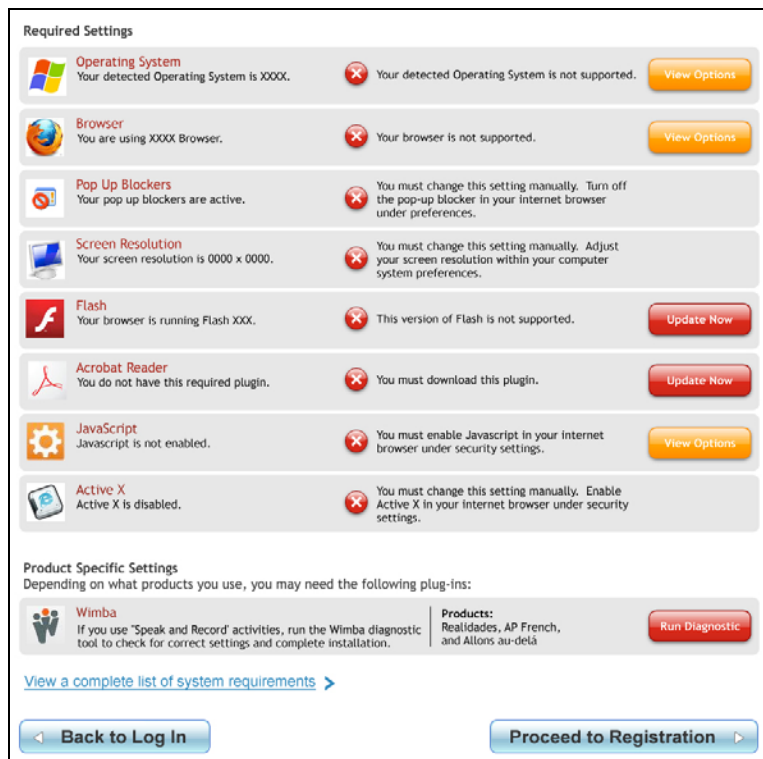 Required Settings
Operating System
Your detected Operating System is XXXX.
Your detected Operating System is not supported.
View Options
Browser
You are using XXXX Browser.
Your browser is not supported.
View Options
Pop Up Blockers
Your pop up blockers are active.
You must change this setting manually. Turn off
the pop-up blocker in your internet browser
under preferences.
Screen Resolution
Your screen resolution is 0000 x 0000.
You must change this setting manually. Adjust
your screen resolution within your computer
system preferences.
Flash
Your browser is running Flash XXX.
This version of Flash is not supported.
Update Now
Acrobat Reader
You do not have this required plugin.
You must download this plugin.
Update Now
JavaScript
Javascript is not enabled.
You must enable Javascript in your internet
browser under security settings.
View Options
Active X
Active X is disabled.
You must change this setting manually. Enable
Active X in your internet browser under security
settings.
Product Specific Settings
Depending on what products you use, you may need the following plug-ins:
Wimba
If you use "Speak and Record' activities, run the Wimba diagnostic
tool to check for correct settings and complete installation.
Products:
Realidades, AP French,
and Allons au-delá
Run Diagnostic
View a complete list of system requirements >
Back to Log In
Proceed to Registration